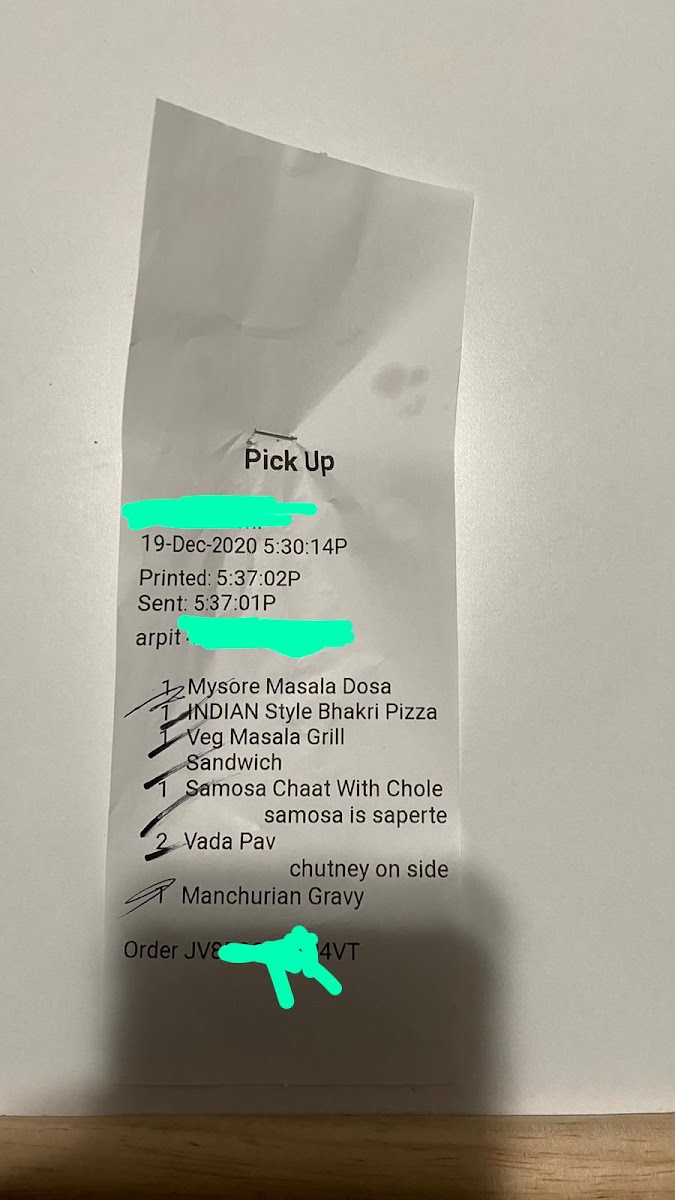 Pick Up
19-Dec-2020 5:30:14P
Printed: 5:37:02P
Sent: 5:37:01P
arpit
1 Mysore Masala Dosa
1 INDIAN Style Bhakri Pizza
1 Veg Masala Grill
Sandwich
1 Samosa Chaat With Chole
samosa is saperte
2 Vada Pav
chutney on side
1 Manchurian Gravy
Order JV8 4VT